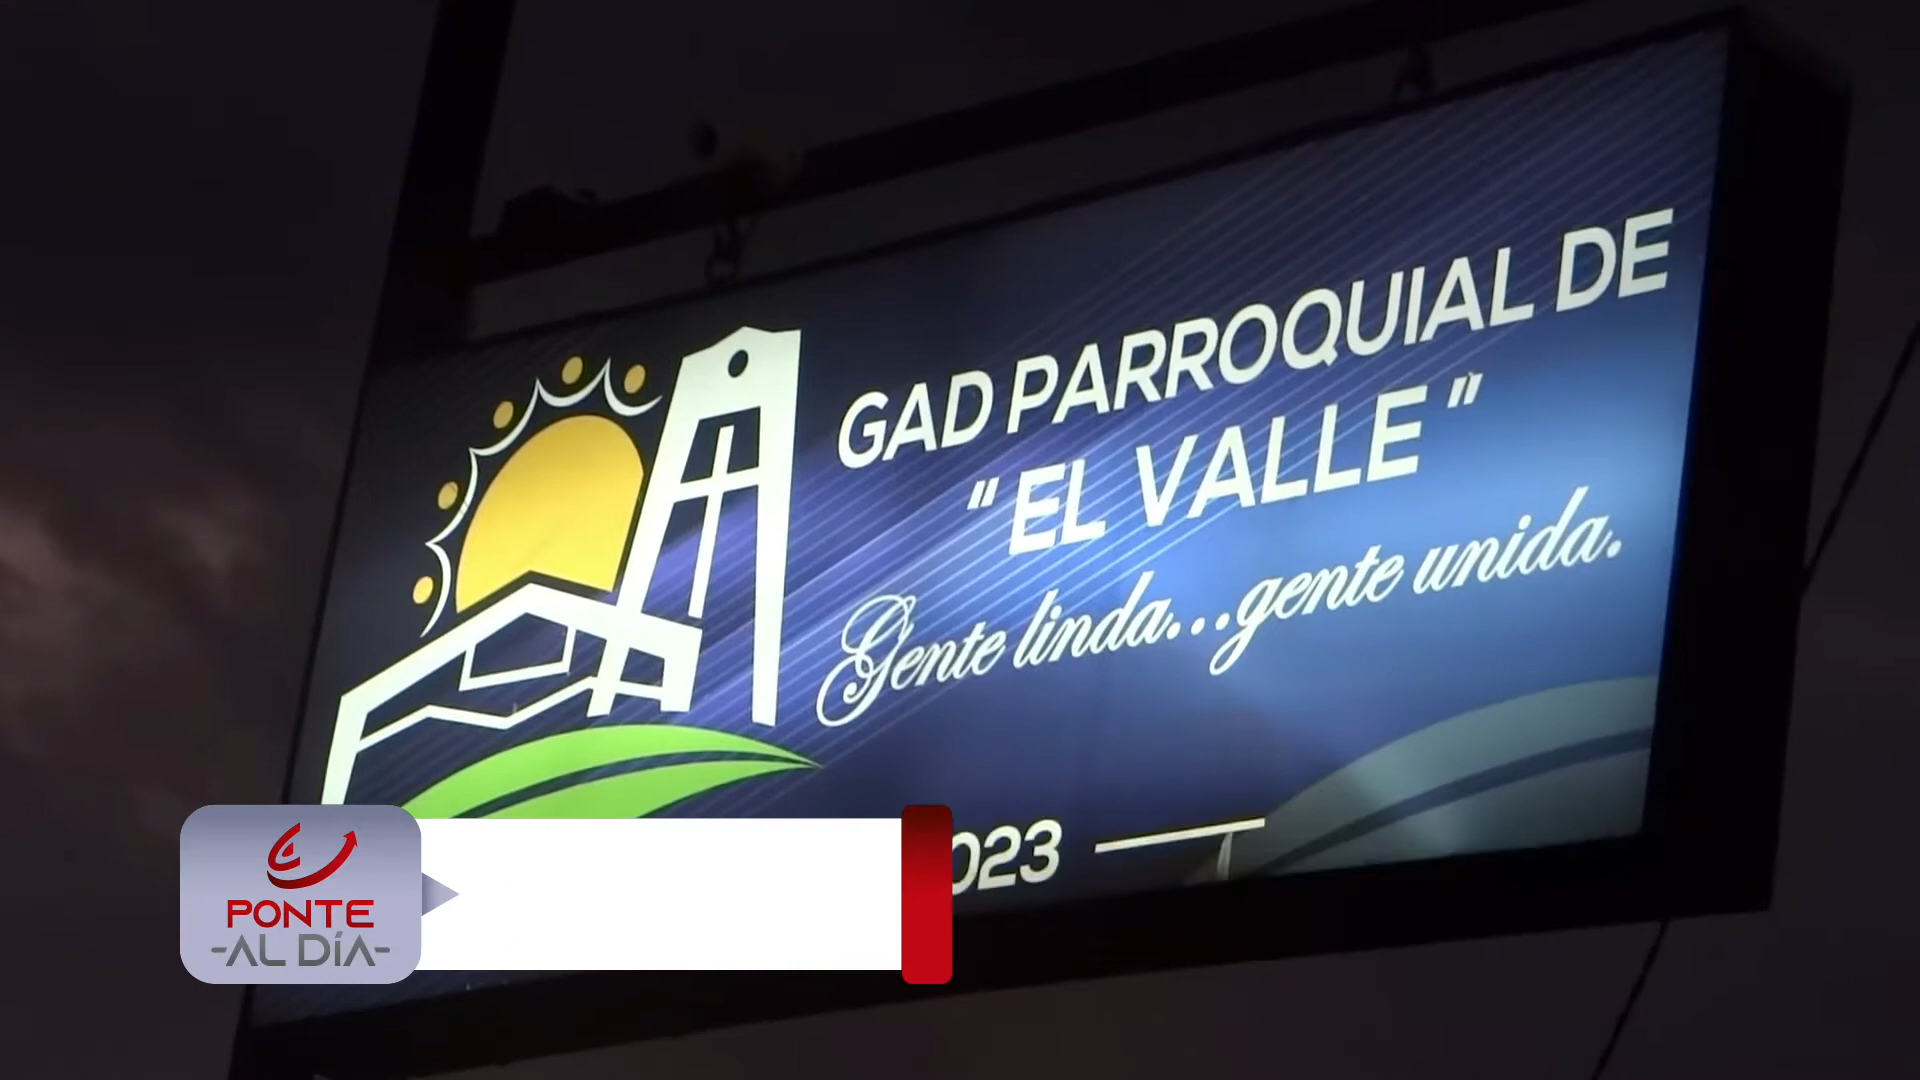 GAD PARROQUIAL DE
" EL VALLE "
Gente linda...gente unida.
023
PONTE
-AL DÍA-